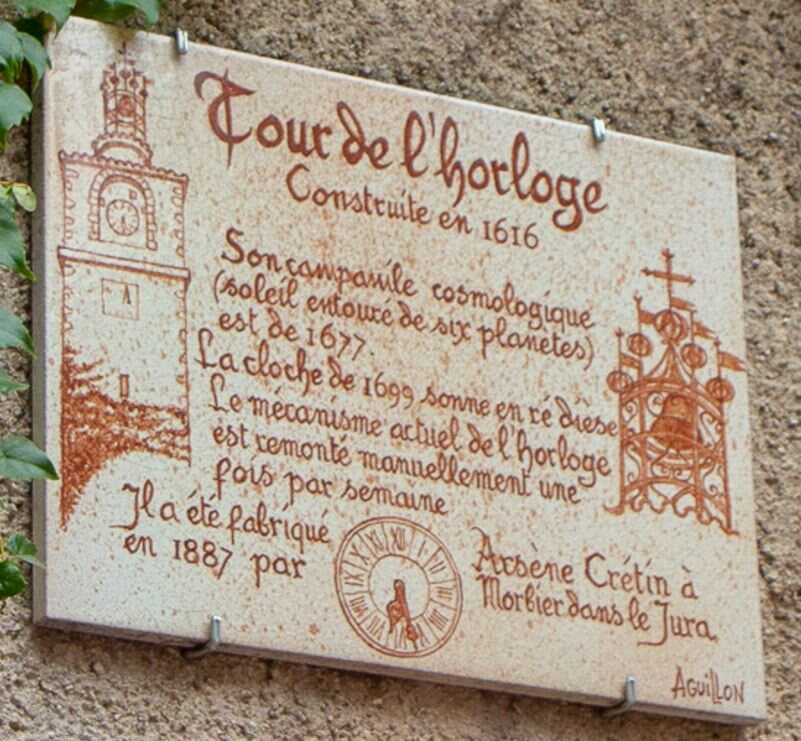 Tour de l'horloge
Construite en 1616
Son campanile cosmologique
(soleil entouré de six planetes)
est de 1677.
La cloche de 1699 sonne en ré dièse
Le mécanisme actuel de l'horloge
est remonté manuellement une
fois par semaine
Il a été fabriqué
en 1887 par
Arsène Crétin à
Morbier dans le Jura.
AGUILLON